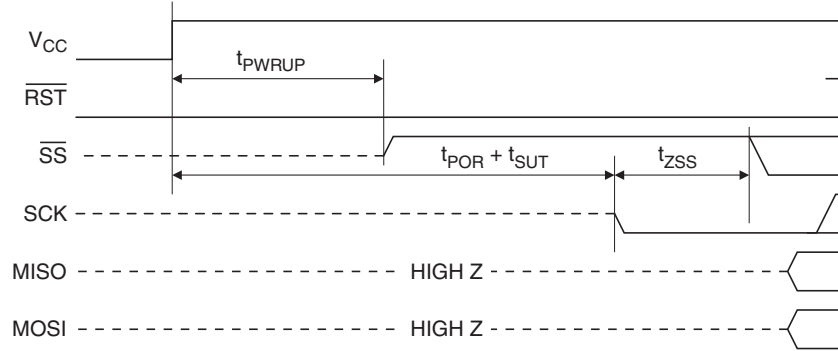 VCC
tPWRUP
RST
SS
tPOR + tSUT
tZSS
SCK
MISO
HIGH Z
MOSI
HIGH Z